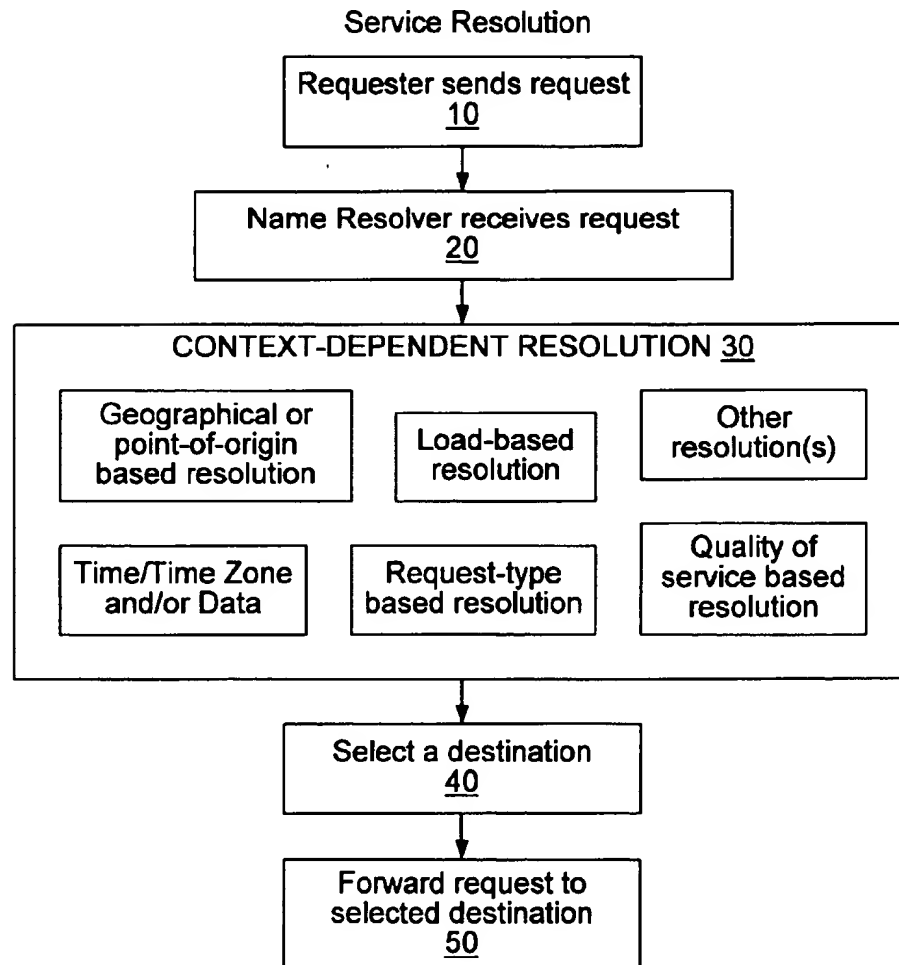 Service Resolution
Requester sends request
10
Name Resolver receives request
20
CONTEXT-DEPENDENT RESOLUTION 30
Geographical or
point-of-origin
based resolution
Load-based
resolution
Other
resolution(s)
Time/Time Zone
and/or Data
Request-type
based resolution
Quality of
service based
resolution
Select a destination
40
Forward request to
selected destination
50